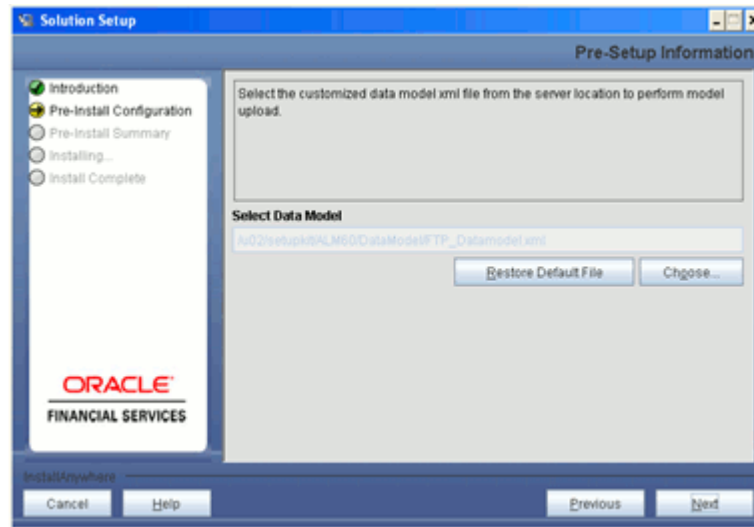 Solution Setup
Pre-Setup Information
Introduction
Pre-Install Configuration
Pre-Install Summary
Installing...
Install Complete
ORACLE
FINANCIAL SERVICES
Select the customized data model xml file from the server location to perform model
upload.
Select Data Model
/u02/setupkit/ALM60/DataModel/FTP_Datamodel.xml
Restore Default File
Choose...
InstallAnywhere
Cancel
Help
Previous
Next